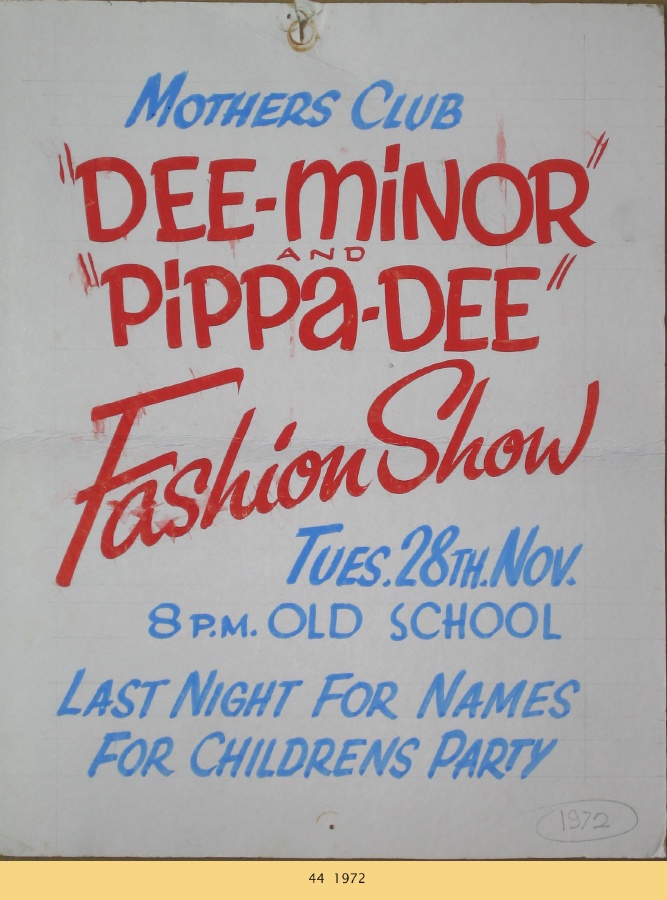 Mothers Club
"Dee-Minor"
and
"Pippa-Dee"
Fashion Show
Tues. 28th. Nov.
8 p.m. Old School
Last Night For Names
For Childrens Party
1972
44 1972